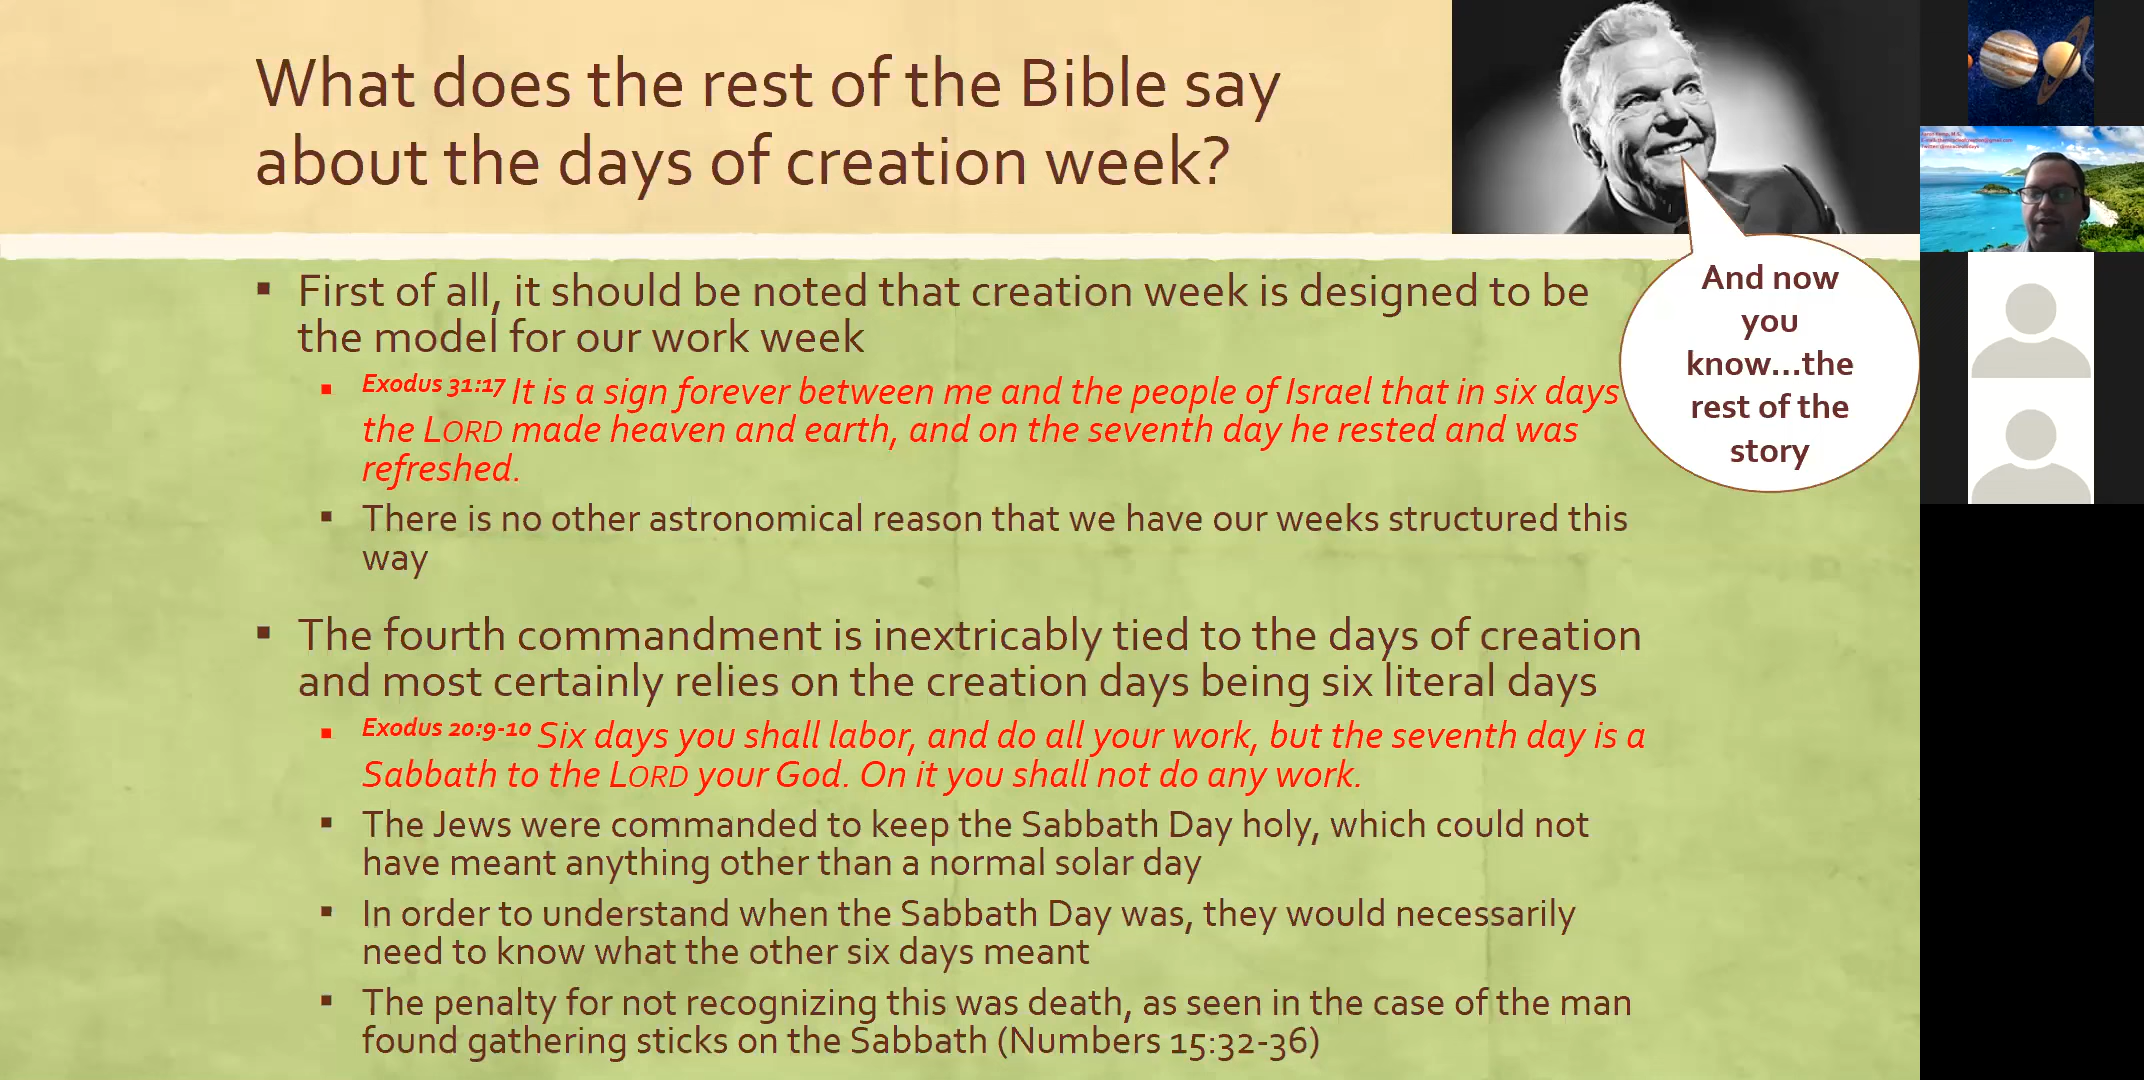 What does the rest of the Bible say
about the days of creation week?
And now
you
know...the
rest of the
story
▪ First of all, it should be noted that creation week is designed to be
the model for our work week
▪ Exodus 31:17 It is a sign forever between me and the people of Israel that in six days
the LORD made heaven and earth, and on the seventh day he rested and was
refreshed.
▪ There is no other astronomical reason that we have our weeks structured this
way
▪ The fourth commandment is inextricably tied to the days of creation
and most certainly relies on the creation days being six literal days
▪ Exodus 20:9-10 Six days you shall labor, and do all your work, but the seventh day is a
Sabbath to the LORD your God. On it you shall not do any work.
▪ The Jews were commanded to keep the Sabbath Day holy, which could not
have meant anything other than a normal solar day
▪ In order to understand when the Sabbath Day was, they would necessarily
need to know what the other six days meant
▪ The penalty for not recognizing this was death, as seen in the case of the man
found gathering sticks on the Sabbath (Numbers 15:32-36)